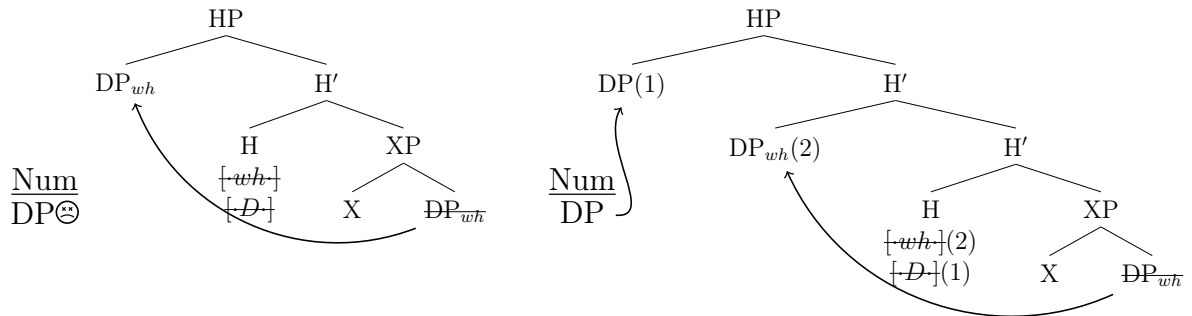 HP
DP_wh H′
H XP
[·wh·]
[·D·] X DP_wh
Num
DP☹
HP
DP(1) H′
DP_wh(2) H′
Num
DP
H XP
[·wh·](2)
[·D·](1) X DP_wh